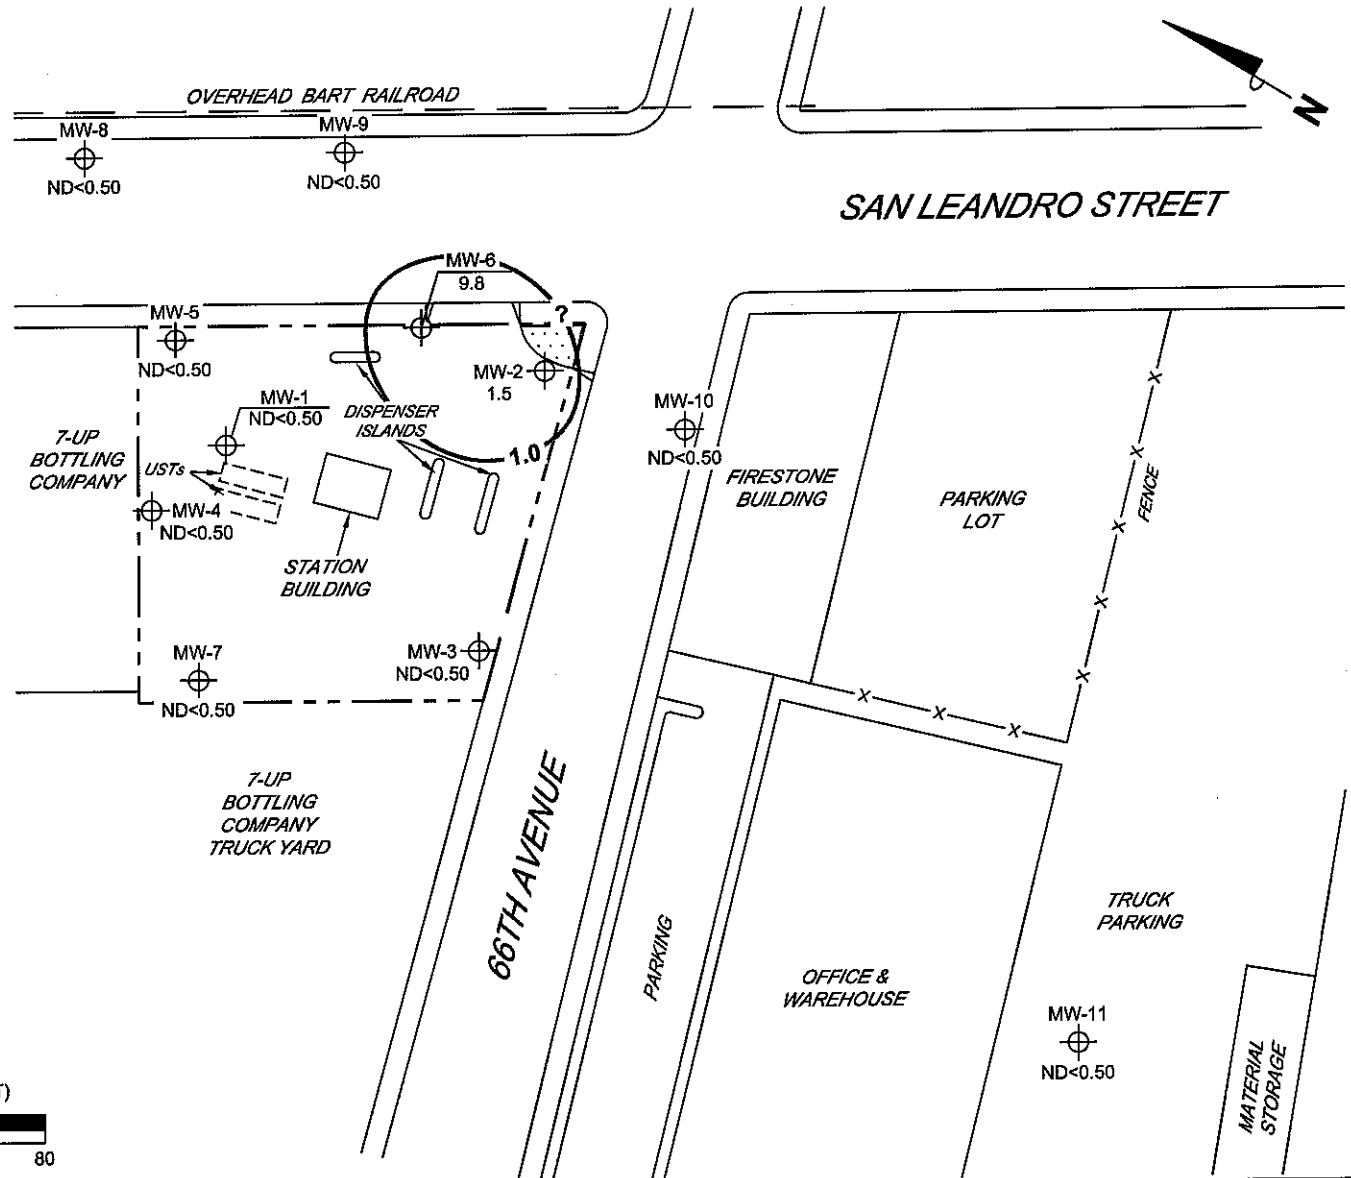 OVERHEAD BART RAILROAD
N
MW-8
ND<0.50
MW-9
ND<0.50
SAN LEANDRO STREET
MW-6
9.8
?
MW-5
ND<0.50
MW-2
1.5
MW-1
ND<0.50
DISPENSER
ISLANDS
1.0
MW-10
ND<0.50
7-UP
BOTTLING
COMPANY
USTs
MW-4
ND<0.50
STATION
BUILDING
FIRESTONE
BUILDING
PARKING
LOT
X
X
X
X
X
FENCE
MW-3
ND<0.50
MW-7
ND<0.50
X
X
X
7-UP
BOTTLING
COMPANY
TRUCK YARD
66TH AVENUE
PARKING
OFFICE &
WAREHOUSE
TRUCK
PARKING
MW-11
ND<0.50
MATERIAL
STORAGE
80